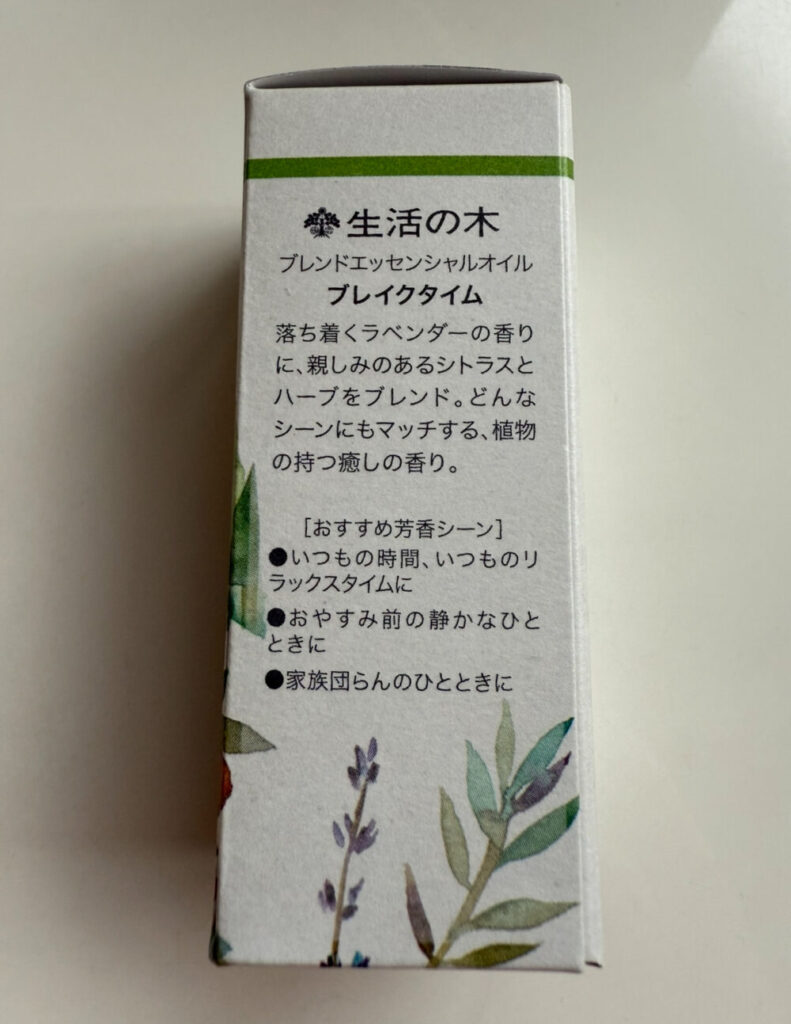 生活の木
ブレンドエッセンシャルオイル
ブレイクタイム
落ち着くラベンダーの香り
に、親しみのあるシトラスと
ハーブをブレンド。どんな
シーンにもマッチする、植物
の持つ癒しの香り。
［おすすめ芳香シーン］
●いつもの時間、いつものリ
ラックスタイムに
●おやすみ前の静かなひと
ときに
●家族団らんのひとときに